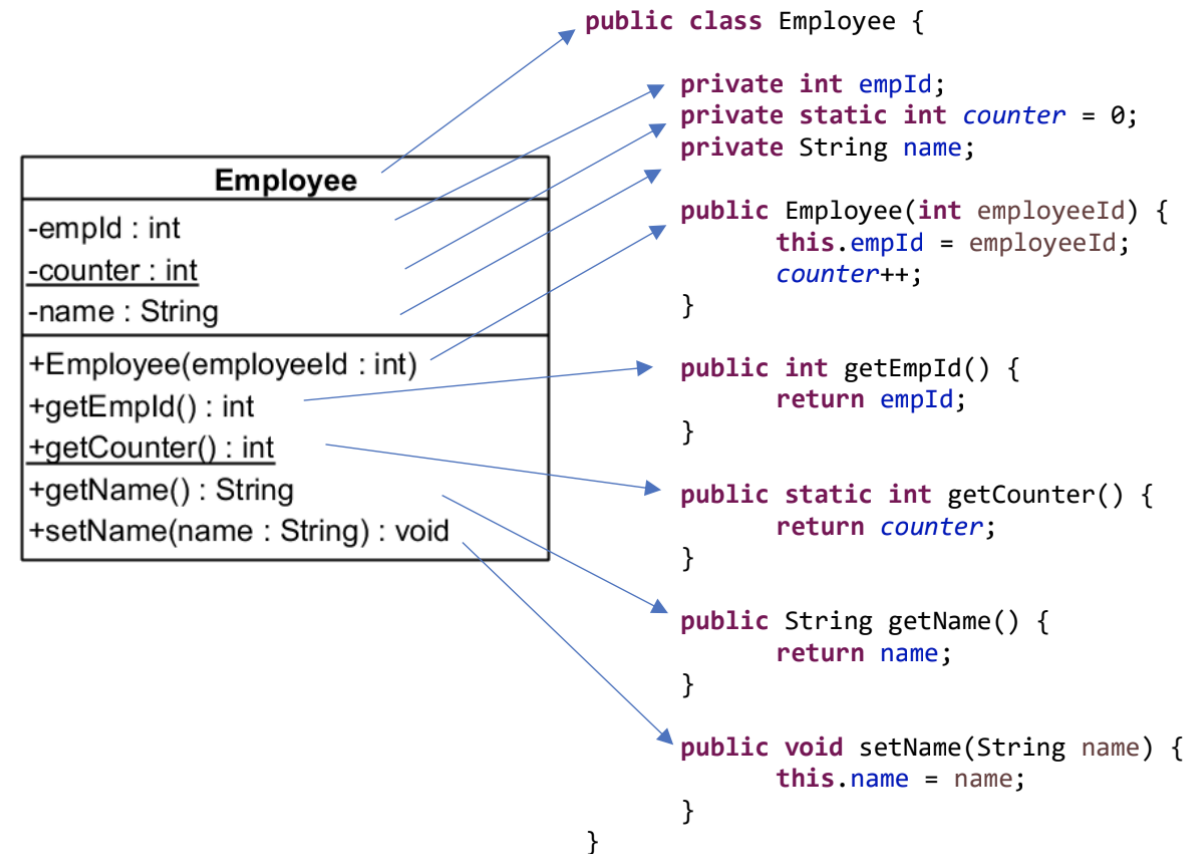 Employee
-empId : int
-counter : int
-name : String
+Employee(employeeId : int)
+getEmpId() : int
+getCounter() : int
+getName() : String
+setName(name : String) : void
public class Employee {
private int empId;
private static int counter = 0;
private String name;
public Employee(int employeeId) {
this.empId = employeeId;
counter++;
}
public int getEmpId() {
return empId;
}
public static int getCounter() {
return counter;
}
public String getName() {
return name;
}
public void setName(String name) {
this.name = name;
}
}